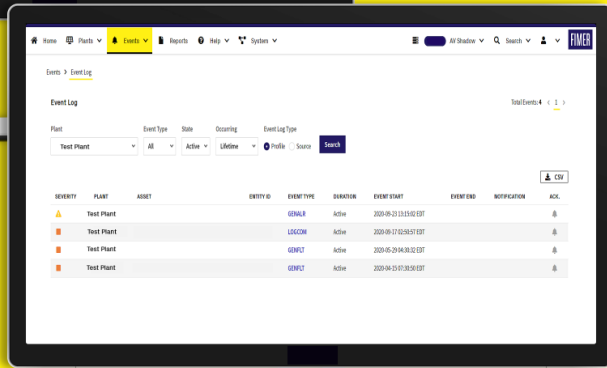 Home Plants Events Reports Help System AV Shadow Search FIMER
Events > Event Log
Event Log
Total Events: 4 < 1 >
Plant Event Type State Occurring Event Log Type
Test Plant All Active Lifetime Profile Source Search
CSV
SEVERITY PLANT ASSET ENTITY ID EVENT TYPE DURATION EVENT START EVENT END NOTIFICATION ACK.
Test Plant GENALR Active 2020-09-23 13:15:02 EDT
Test Plant LOGCOM Active 2020-09-17 02:50:57 EDT
Test Plant GENFLT Active 2020-05-29 04:30:32 EDT
Test Plant GENFLT Active 2020-04-15 07:30:50 EDT